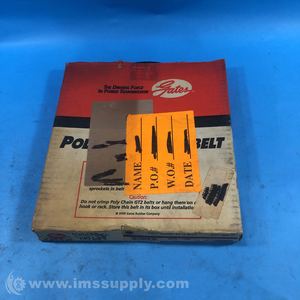 THE DRIVING FORCE
IN POWER TRANSMISSION
Gates
POL
BELT
NAME
P.O.#
W.O.#
DATE
sprockets in belt
Caution:
Do not crimp Poly Chain GT2 belts or hang them on a
hook or rack. Store this belt in its box until installation
Gates Rubber Company
© www.imssupply.com